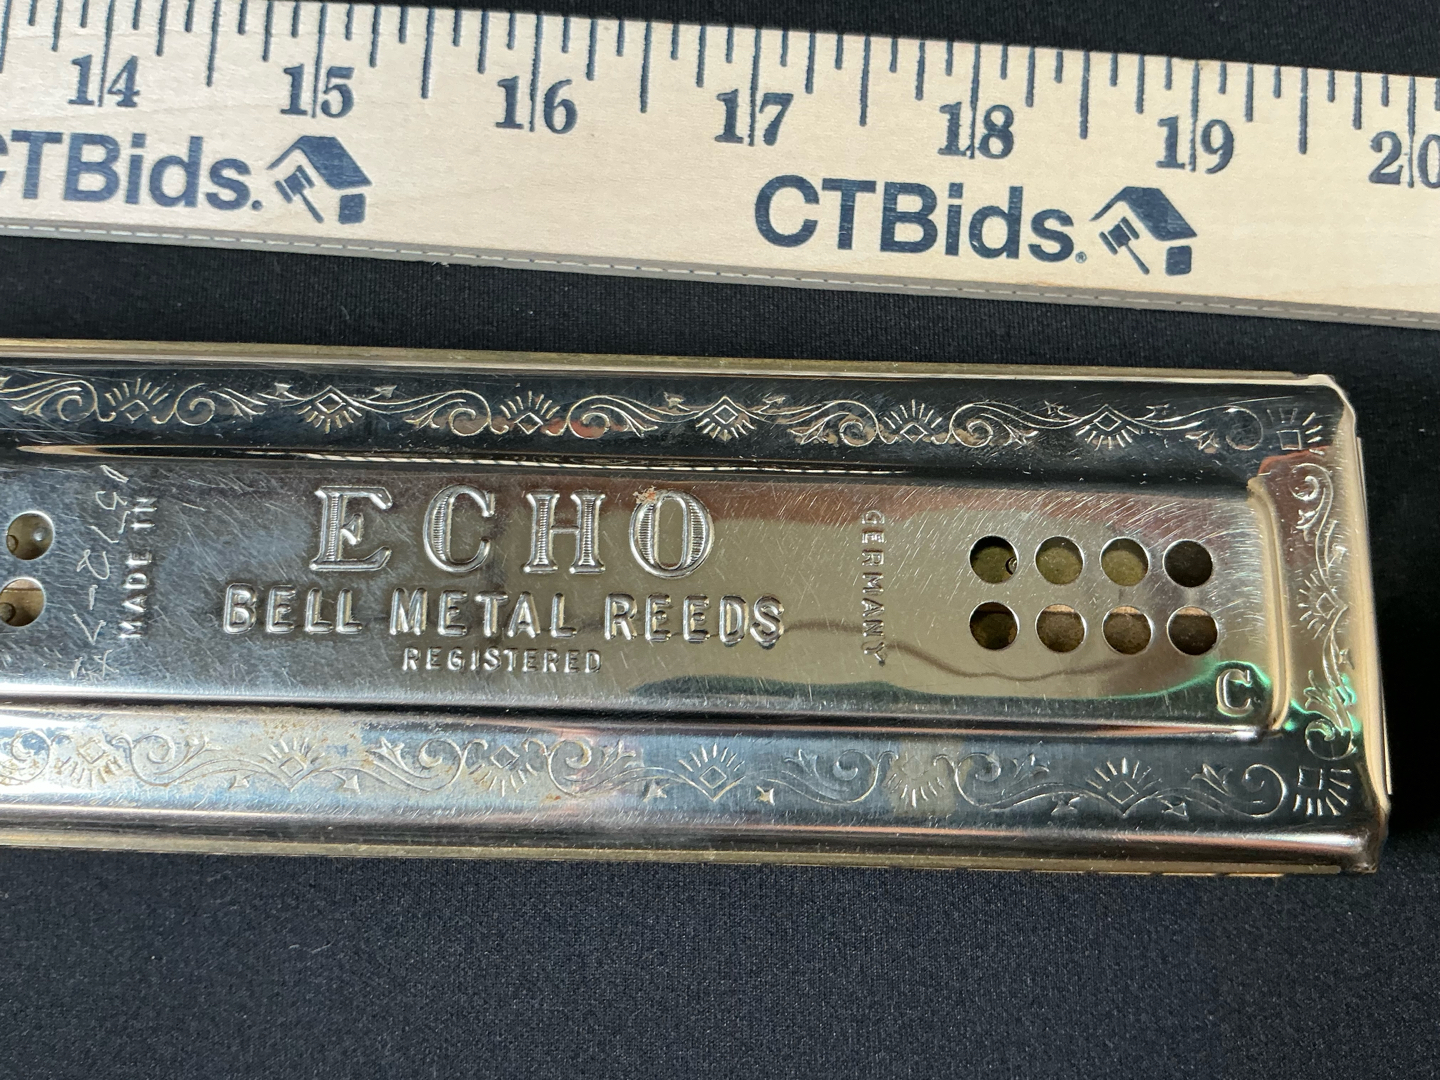 14 15 16 17 18 19 20
CTBids. CTBids.®
MADE IN
ECHO
BELL METAL REEDS
REGISTERED
GERMANY
C